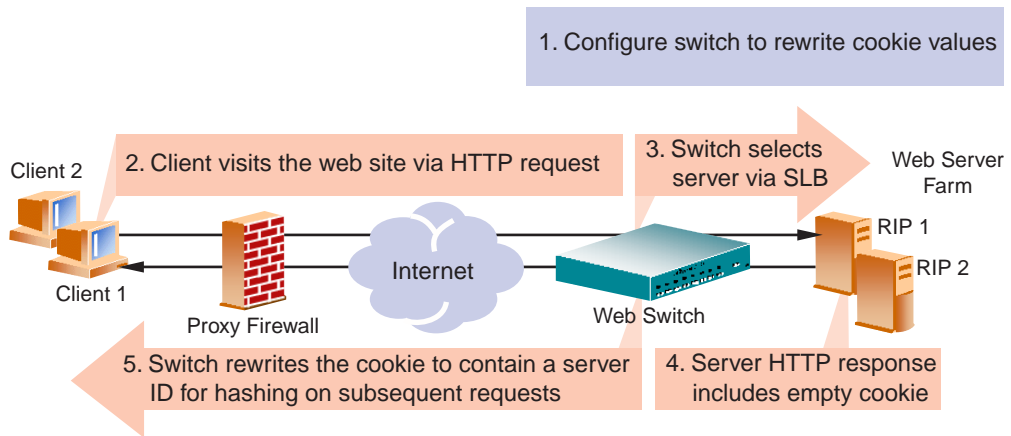 1. Configure switch to rewrite cookie values
2. Client visits the web site via HTTP request
3. Switch selects
server via SLB
Web Server
Farm
Client 2
Client 1
Proxy Firewall
Internet
Web Switch
RIP 1
RIP 2
5. Switch rewrites the cookie to contain a server
ID for hashing on subsequent requests
4. Server HTTP response
includes empty cookie